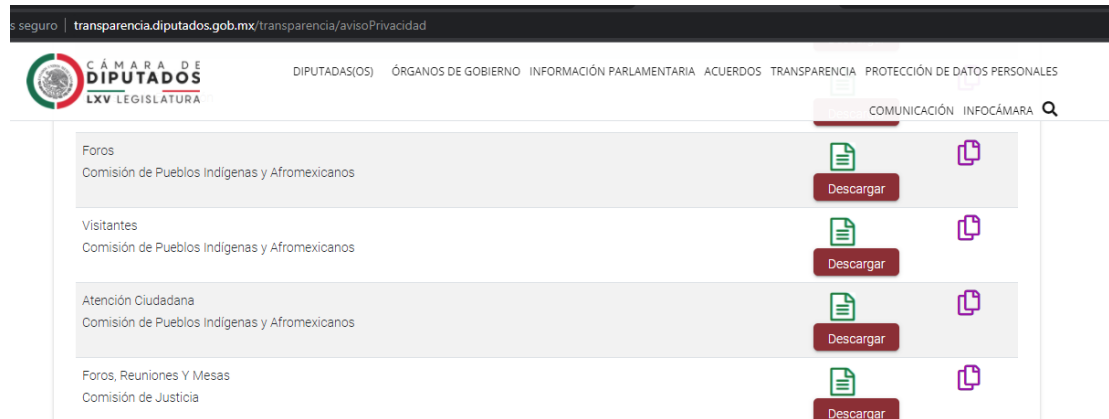 s seguro | transparencia.diputados.gob.mx/transparencia/avisoPrivacidad
CÁMARA DE
DIPUTADOS
LXV LEGISLATURA
DIPUTADAS(OS) ÓRGANOS DE GOBIERNO INFORMACIÓN PARLAMENTARIA ACUERDOS TRANSPARENCIA PROTECCIÓN DE DATOS PERSONALES
COMUNICACIÓN INFOCÁMARA
Foros
Comisión de Pueblos Indígenas y Afromexicanos
Descargar
Visitantes
Comisión de Pueblos Indígenas y Afromexicanos
Descargar
Atención Ciudadana
Comisión de Pueblos Indígenas y Afromexicanos
Descargar
Foros, Reuniones Y Mesas
Comisión de Justicia
Descargar